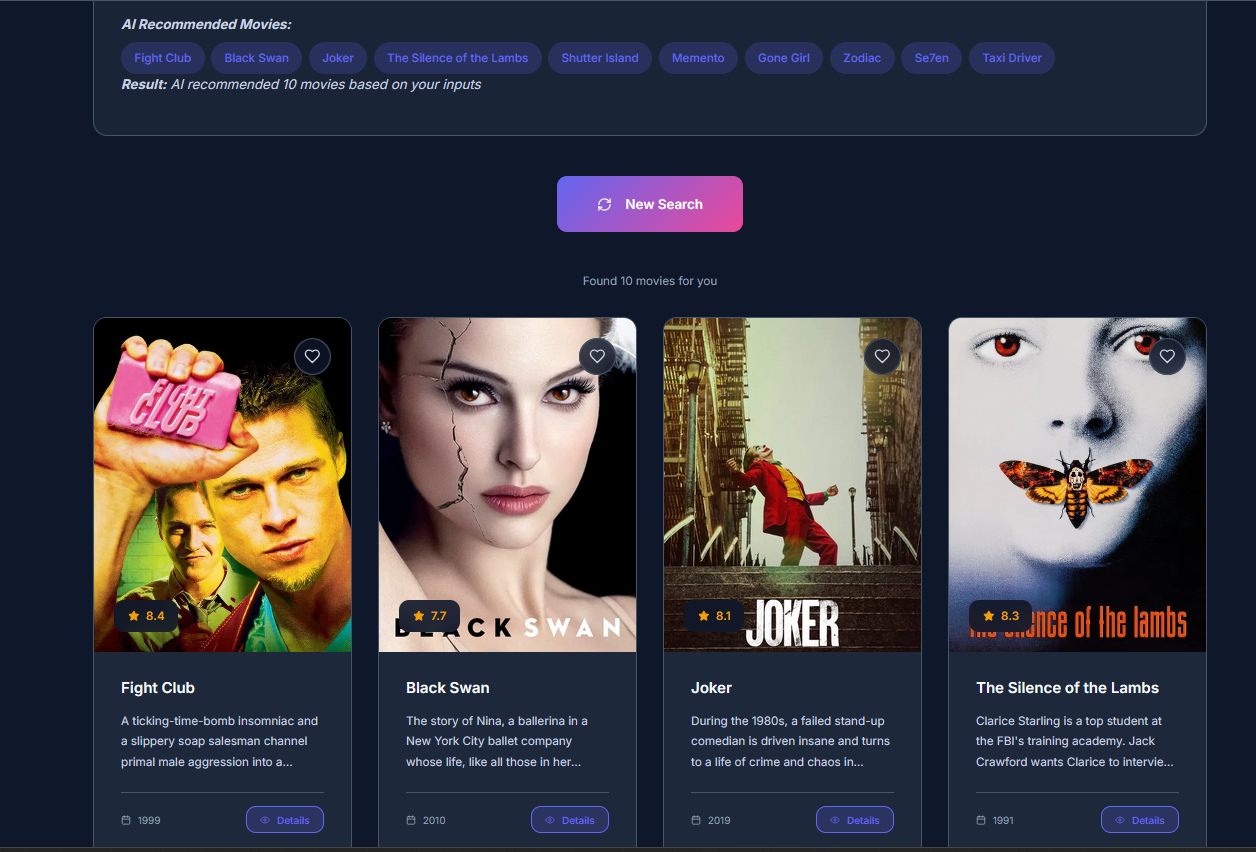 AI Recommended Movies:
Fight Club Black Swan Joker The Silence of the Lambs Shutter Island Memento Gone Girl Zodiac Se7en Taxi Driver
Result: AI recommended 10 movies based on your inputs
New Search
Found 10 movies for you
FIGHT
CLUB
8.4
7.7
BLACK SWAN
8.1
JOKER
8.3
The silence of the lambs
Fight Club
A ticking-time-bomb insomniac and
a slippery soap salesman channel
primal male aggression into a...
1999
Details
Black Swan
The story of Nina, a ballerina in a
New York City ballet company
whose life, like all those in her...
2010
Details
Joker
During the 1980s, a failed stand-up
comedian is driven insane and turns
to a life of crime and chaos in...
2019
Details
The Silence of the Lambs
Clarice Starling is a top student at
the FBI's training academy. Jack
Crawford wants Clarice to intervie...
1991
Details